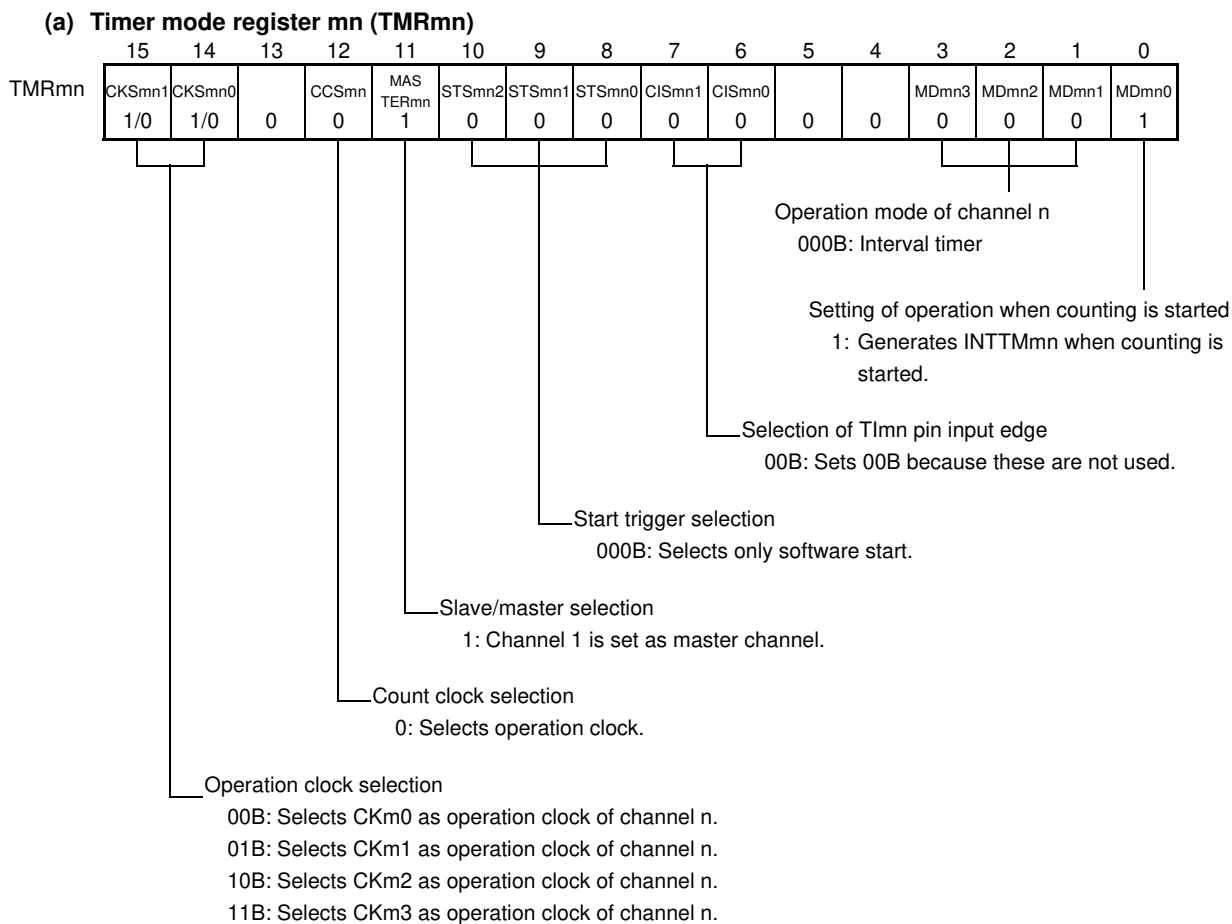 (a) Timer mode register mn (TMRmn)
15 14 13 12 11 10 9 8 7 6 5 4 3 2 1 0
TMRmn CKSmn1 CKSmn0 CCSmn MAS TERmn STSmn2 STSmn1 STSmn0 CISmn1 CISmn0 MDmn3 MDmn2 MDmn1 MDmn0
1/0 1/0 0 0 1 0 0 0 0 0 0 0 0 0 0 1
Operation mode of channel n
000B: Interval timer
Setting of operation when counting is started
1: Generates INTTMmn when counting is
started.
Selection of TImn pin input edge
00B: Sets 00B because these are not used.
Start trigger selection
000B: Selects only software start.
Slave/master selection
1: Channel 1 is set as master channel.
Count clock selection
0: Selects operation clock.
Operation clock selection
00B: Selects CKm0 as operation clock of channel n.
01B: Selects CKm1 as operation clock of channel n.
10B: Selects CKm2 as operation clock of channel n.
11B: Selects CKm3 as operation clock of channel n.